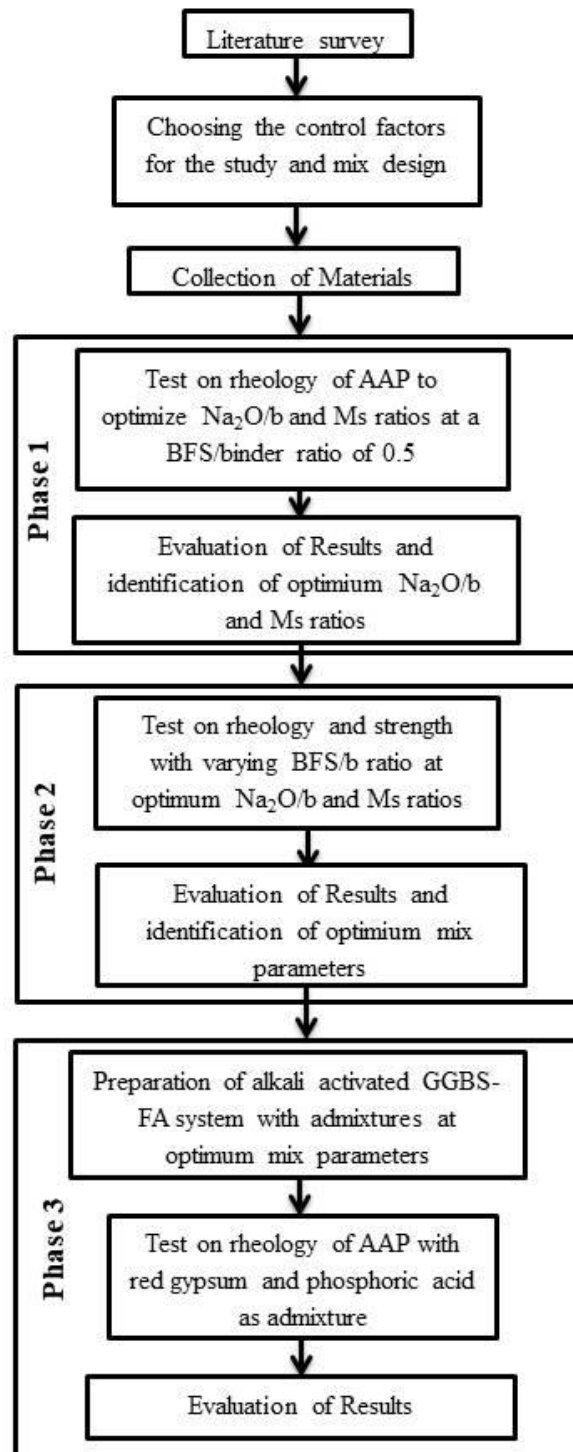 Literature survey
Choosing the control factors
for the study and mix design
Collection of Materials
Phase 1
Test on rheology of AAP to
optimize Na₂O/b and Ms ratios at a
BFS/binder ratio of 0.5
Evaluation of Results and
identification of optimium Na₂O/b
and Ms ratios
Phase 2
Test on rheology and strength
with varying BFS/b ratio at
optimum Na₂O/b and Ms ratios
Evaluation of Results and
identification of optimium mix
parameters
Phase 3
Preparation of alkali activated GGBS-
FA system with admixtures at
optimum mix parameters
Test on rheology of AAP with
red gypsum and phosphoric acid
as admixture
Evaluation of Results